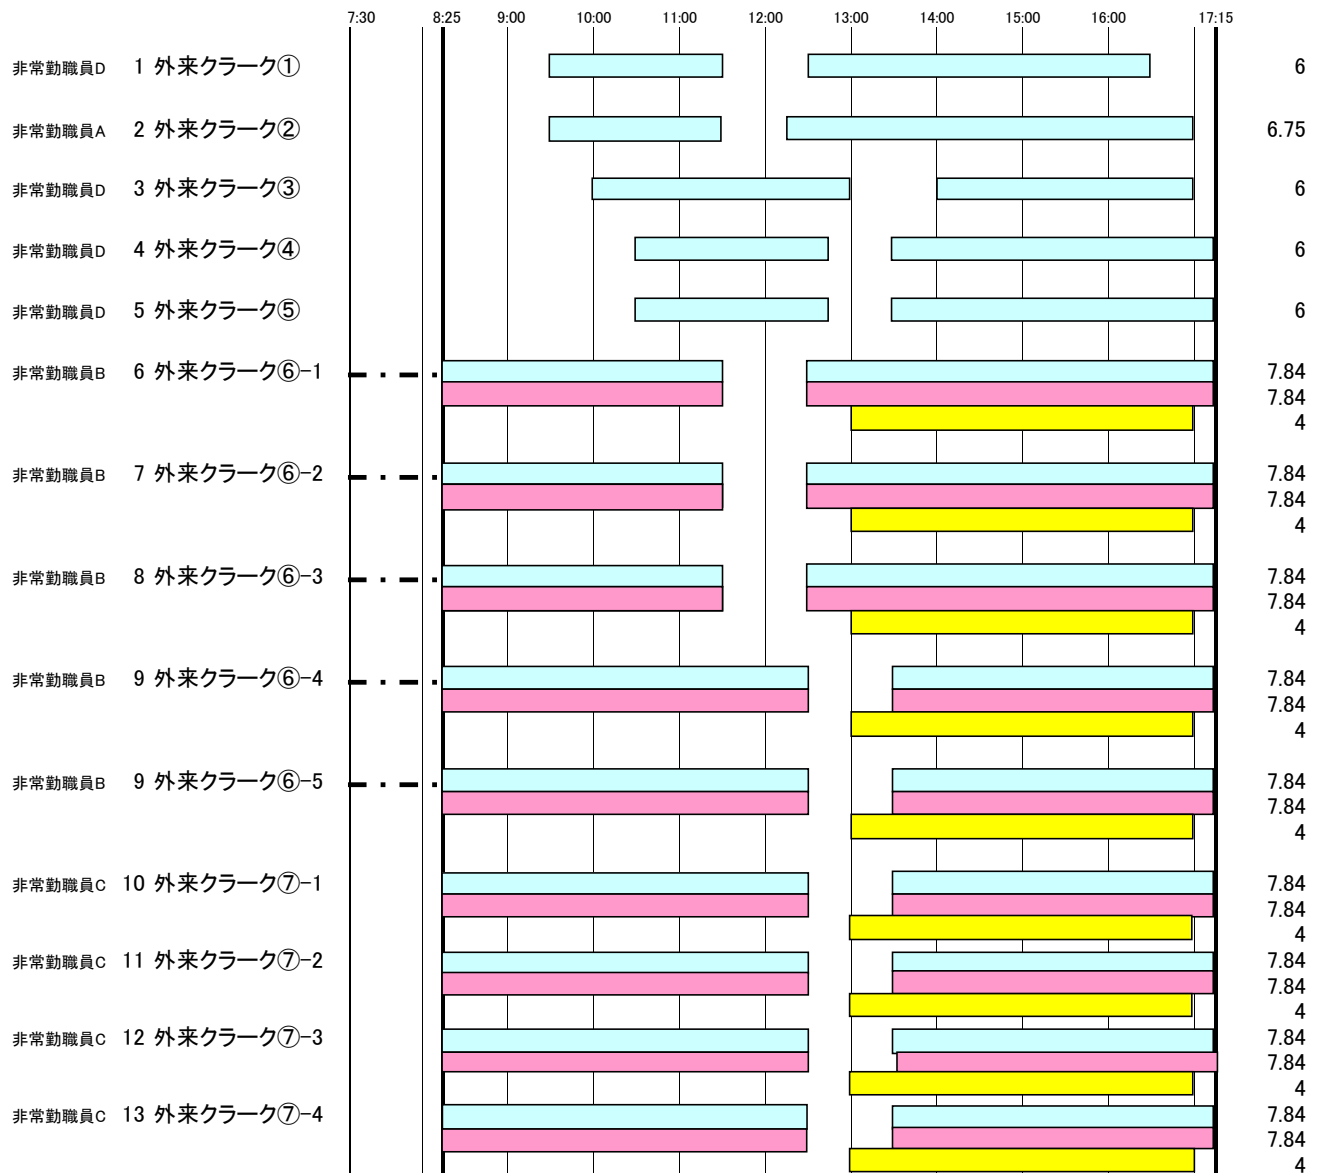 7:30 8:25 9:00 10:00 11:00 12:00 13:00 14:00 15:00 16:00 17:15
非常勤職員D 1 外来クラーク① 6
非常勤職員A 2 外来クラーク② 6.75
非常勤職員D 3 外来クラーク③ 6
非常勤職員D 4 外来クラーク④ 6
非常勤職員D 5 外来クラーク⑤ 6
非常勤職員B 6 外来クラーク⑥-1 7.84
7.84
4
非常勤職員B 7 外来クラーク⑥-2 7.84
7.84
4
非常勤職員B 8 外来クラーク⑥-3 7.84
7.84
4
非常勤職員B 9 外来クラーク⑥-4 7.84
7.84
4
非常勤職員B 9 外来クラーク⑥-5 7.84
7.84
4
非常勤職員C 10 外来クラーク⑦-1 7.84
7.84
4
非常勤職員C 11 外来クラーク⑦-2 7.84
7.84
4
非常勤職員C 12 外来クラーク⑦-3 7.84
7.84
4
非常勤職員C 13 外来クラーク⑦-4 7.84
7.84
4